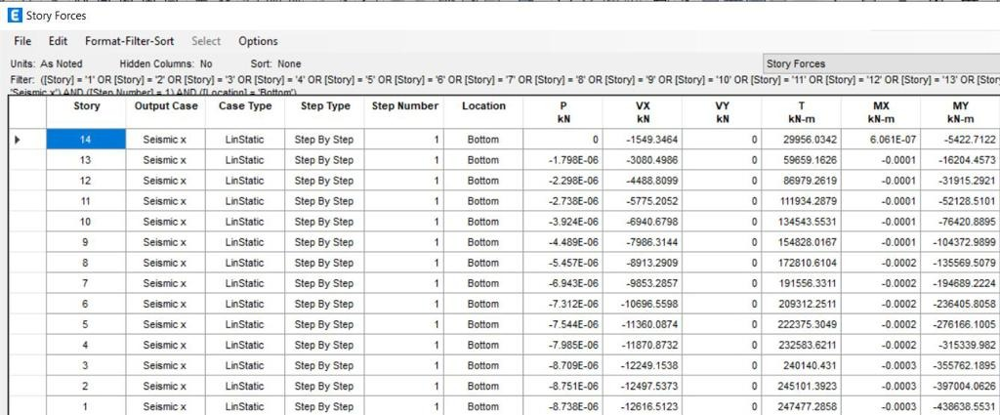 E Story Forces
File Edit Format-Filter-Sort Select Options
Units: As Noted Hidden Columns: No Sort: None Story Forces
Filter: ([Story] = '1' OR [Story] = '2' OR [Story] = '3' OR [Story] = '4' OR [Story] = '5' OR [Story] = '6' OR [Story] = '7' OR [Story] = '8' OR [Story] = '9' OR [Story] = '10' OR [Story] = '11' OR [Story] = '12' OR [Story] = '13' OR [Story]
'Seismic x') AND ([Step Number] = 1) AND ([Location] = 'Bottom')
Story Output Case Case Type Step Type Step Number Location P VX VY T MX MY
kN kN kN kN-m kN-m kN-m
14 Seismic x LinStatic Step By Step 1 Bottom 0 -1549.3464 0 29956.0342 6.061E-07 -5422.7122
13 Seismic x LinStatic Step By Step 1 Bottom -1.798E-06 -3080.4986 0 59659.1626 -0.0001 -16204.4573
12 Seismic x LinStatic Step By Step 1 Bottom -2.298E-06 -4488.8099 0 86979.2619 -0.0001 -31915.2921
11 Seismic x LinStatic Step By Step 1 Bottom -2.738E-06 -5775.2052 0 111934.2879 -0.0001 -52128.5101
10 Seismic x LinStatic Step By Step 1 Bottom -3.924E-06 -6940.6798 0 134543.5531 -0.0001 -76420.8895
9 Seismic x LinStatic Step By Step 1 Bottom -4.489E-06 -7986.3144 0 154828.0167 -0.0001 -104372.9899
8 Seismic x LinStatic Step By Step 1 Bottom -5.457E-06 -8913.2909 0 172810.6104 -0.0002 -135569.5079
7 Seismic x LinStatic Step By Step 1 Bottom -6.943E-06 -9853.2857 0 191556.3311 -0.0002 -194689.2224
6 Seismic x LinStatic Step By Step 1 Bottom -7.312E-06 -10696.5598 0 209312.2511 -0.0002 -236405.8058
5 Seismic x LinStatic Step By Step 1 Bottom -7.544E-06 -11360.0874 0 222375.3049 -0.0002 -276166.1005
4 Seismic x LinStatic Step By Step 1 Bottom -7.985E-06 -11870.8732 0 232583.6211 -0.0002 -315339.982
3 Seismic x LinStatic Step By Step 1 Bottom -8.709E-06 -12249.1538 0 240140.431 -0.0003 -355762.1895
2 Seismic x LinStatic Step By Step 1 Bottom -8.751E-06 -12497.5373 0 245101.3923 -0.0003 -397004.0626
1 Seismic x LinStatic Step By Step 1 Bottom -8.738E-06 -12616.5123 0 247477.2858 -0.0003 -438638.5531